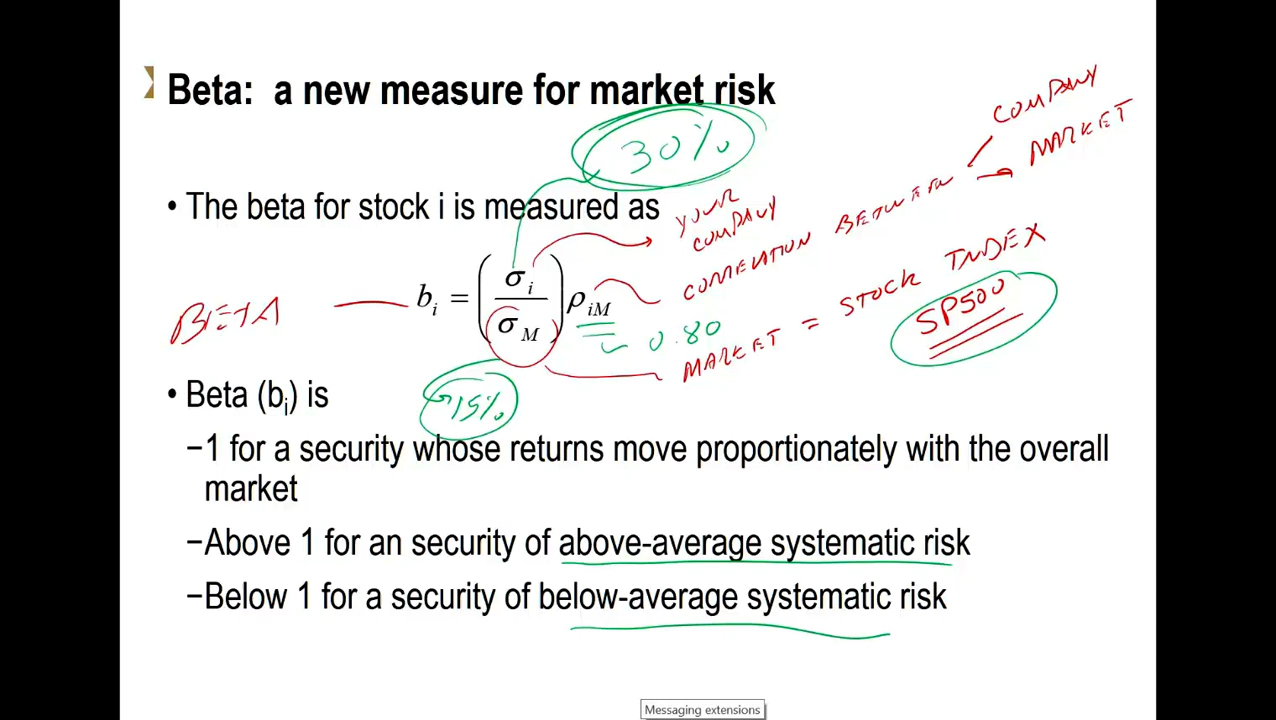 Beta: a new measure for market risk
COMPANY
MARKET
30%
• The beta for stock i is measured as
YOUR
COMPANY
CORRELATION BETWEEN
b_i = (σ_i / σ_M) ρ_iM
BETA
0.80
MARKET = STOCK INDEX
SP500
• Beta (b_i) is
15%
–1 for a security whose returns move proportionately with the overall
market
–Above 1 for an security of above-average systematic risk
–Below 1 for a security of below-average systematic risk
Messaging extensions